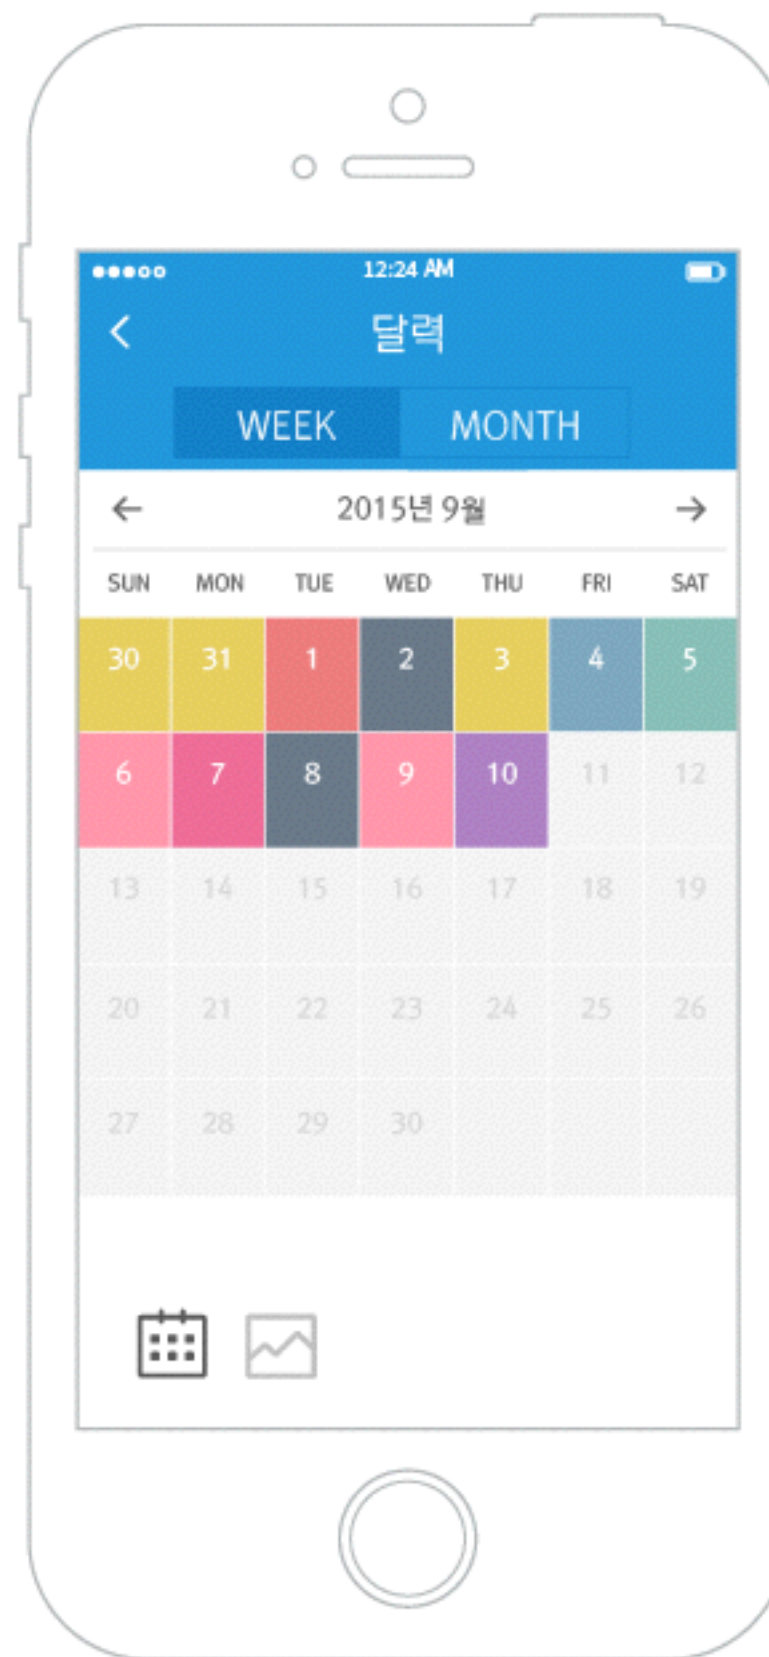 12:24 AM
달력
WEEK MONTH
2015년 9월
SUN MON TUE WED THU FRI SAT
30 31 1 2 3 4 5
6 7 8 9 10 11 12
13 14 15 16 17 18 19
20 21 22 23 24 25 26
27 28 29 30